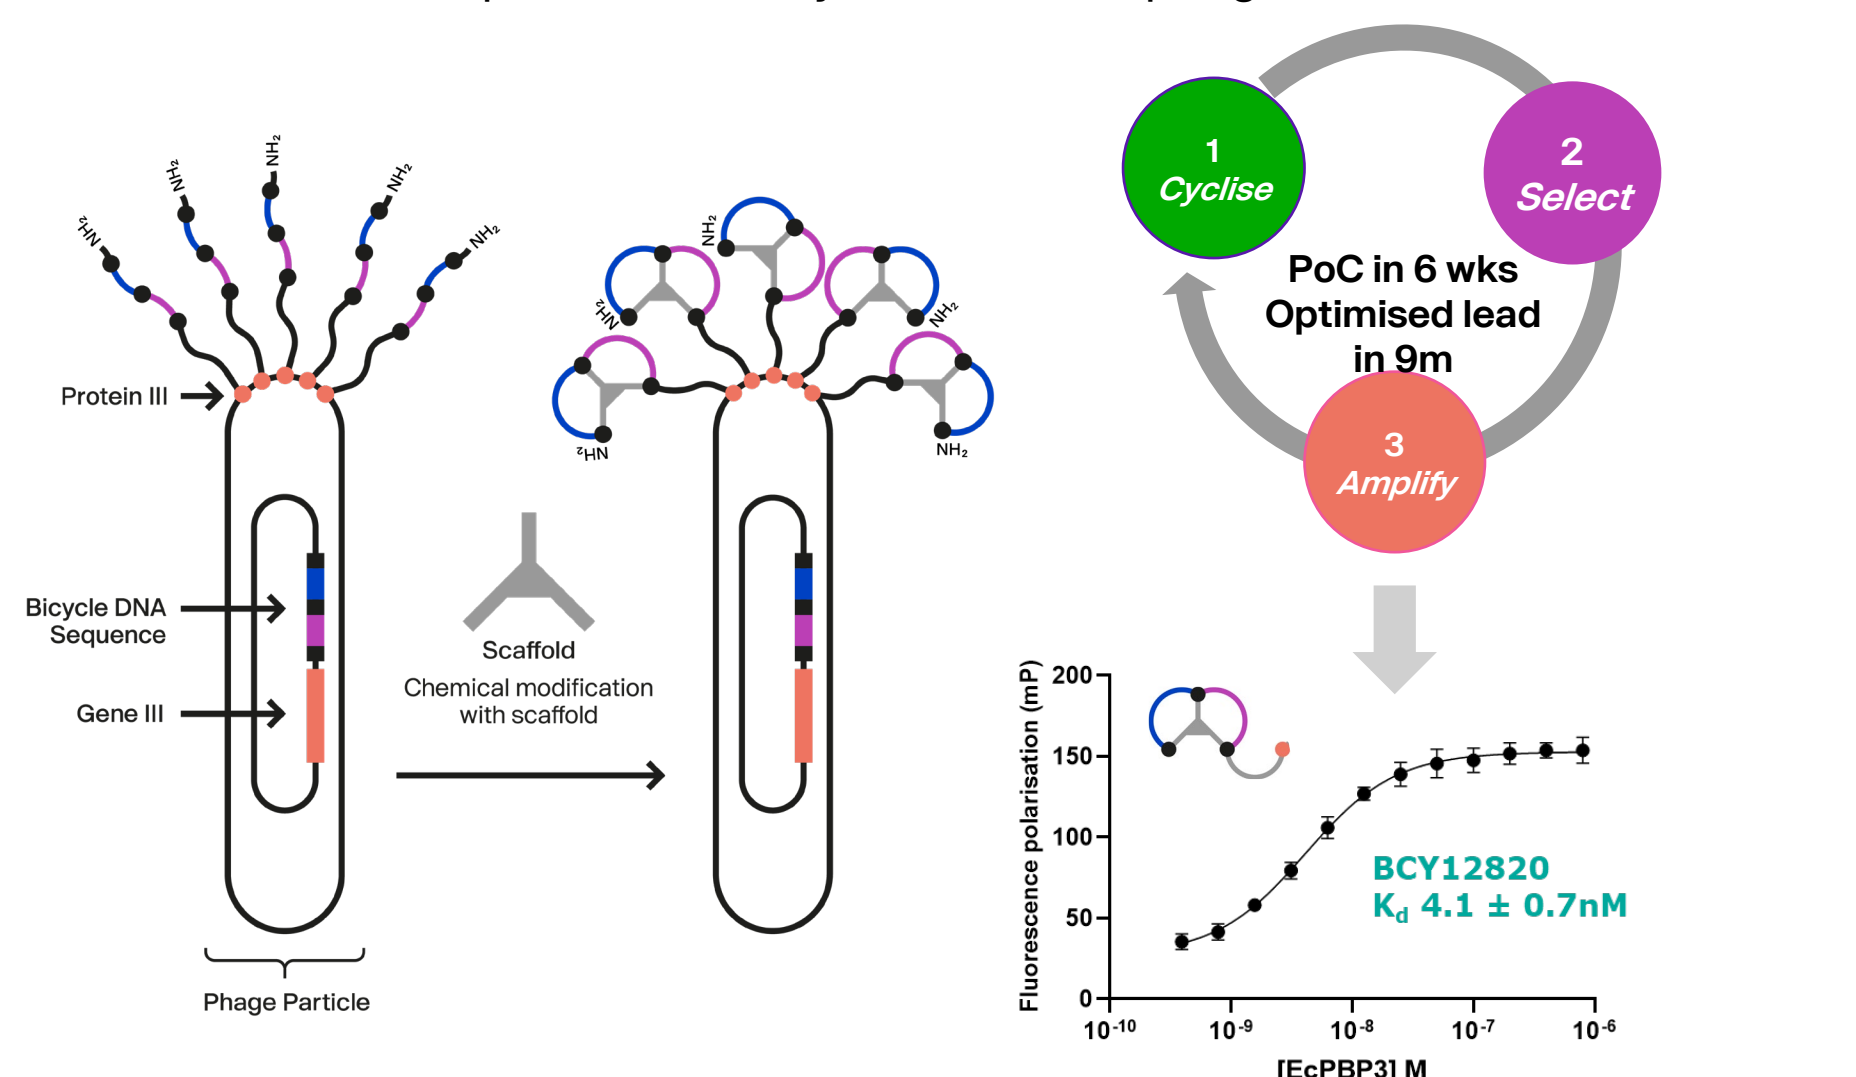 NH₂
NH₂
NH₂
NH₂
NH₂
Protein III
Bicycle DNA
Sequence
Gene III
Phage Particle
Scaffold
Chemical modification
with scaffold
NH₂
NH₂
NH₂
NH₂
NH₂
1
Cyclise
2
Select
PoC in 6 wks
Optimised lead
in 9m
3
Amplify
Fluorescence polarisation (mP)
200
150
100
50
0
BCY12820
K_d 4.1 ± 0.7nM
10⁻¹⁰
10⁻⁹
10⁻⁸
10⁻⁷
10⁻⁶
[EcPBP3] M